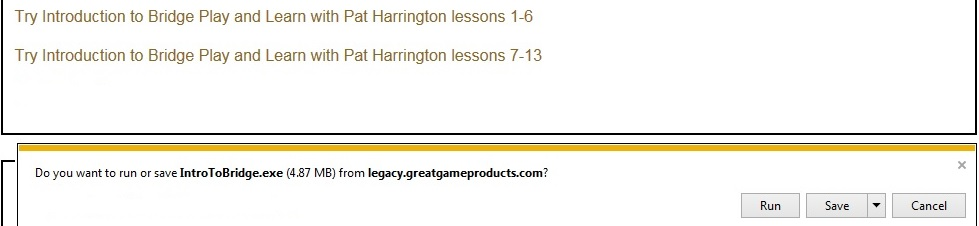 Try Introduction to Bridge Play and Learn with Pat Harrington lessons 1-6
Try Introduction to Bridge Play and Learn with Pat Harrington lessons 7-13
Do you want to run or save IntroToBridge.exe (4.87 MB) from legacy.greatgameproducts.com?
Run Save Cancel